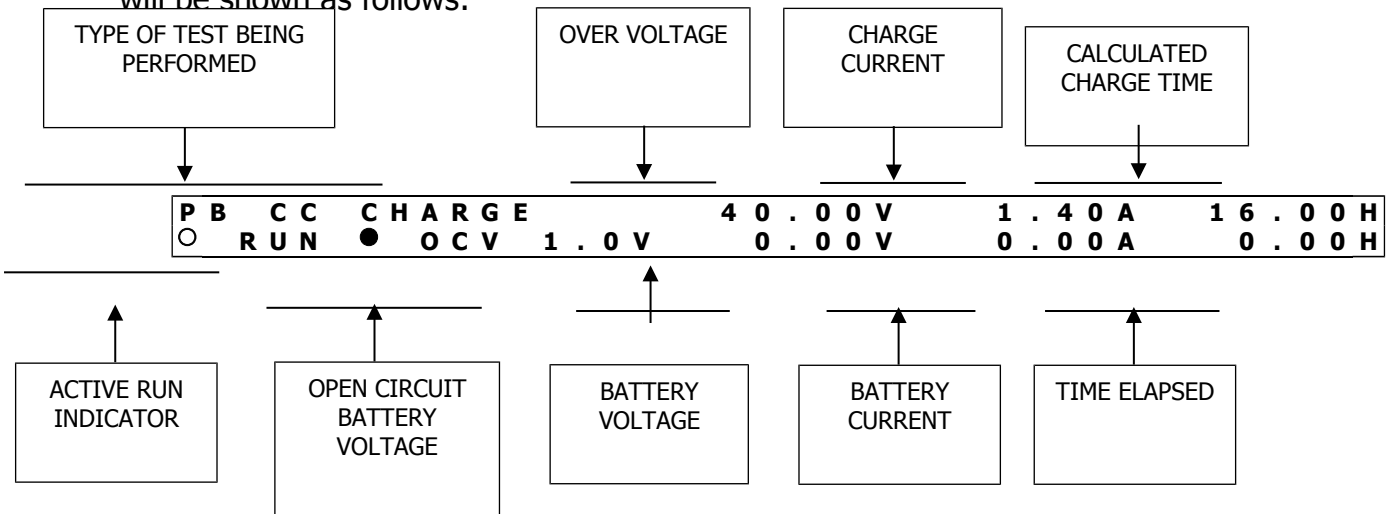 will be shown as follows:
TYPE OF TEST BEING
PERFORMED
OVER VOLTAGE
CHARGE
CURRENT
CALCULATED
CHARGE TIME
PB CC CHARGE 40.00V 1.40A 16.00H
RUN OCV 1.0V 0.00V 0.00A 0.00H
ACTIVE RUN
INDICATOR
OPEN CIRCUIT
BATTERY
VOLTAGE
BATTERY
VOLTAGE
BATTERY
CURRENT
TIME ELAPSED